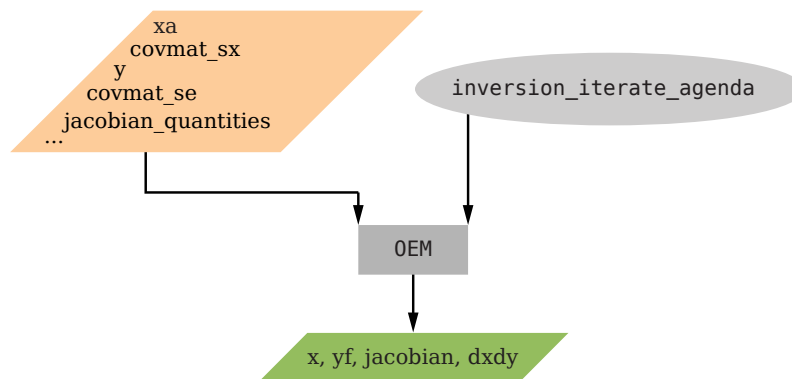 xa
covmat_sx
y
covmat_se
jacobian_quantities
...
inversion_iterate_agenda
OEM
x, yf, jacobian, dxdy